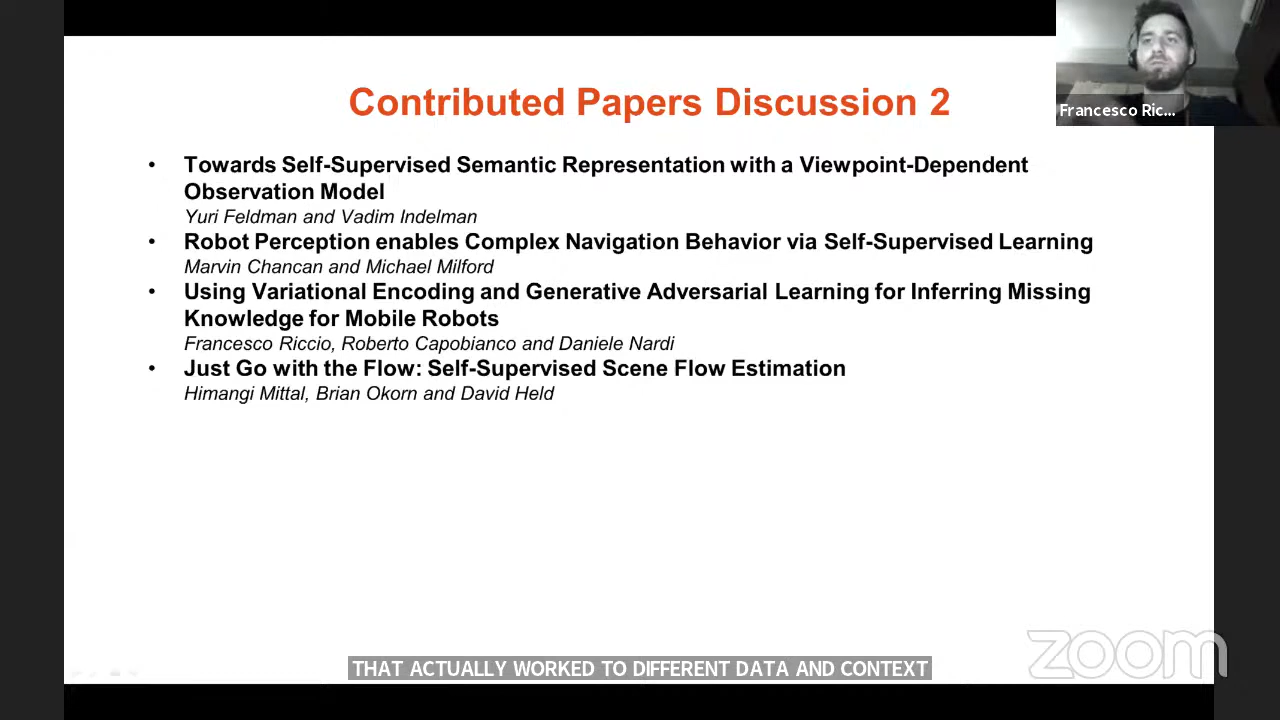 Contributed Papers Discussion 2
Francesco Ric...
• Towards Self-Supervised Semantic Representation with a Viewpoint-Dependent
Observation Model
Yuri Feldman and Vadim Indelman
• Robot Perception enables Complex Navigation Behavior via Self-Supervised Learning
Marvin Chancan and Michael Milford
• Using Variational Encoding and Generative Adversarial Learning for Inferring Missing
Knowledge for Mobile Robots
Francesco Riccio, Roberto Capobianco and Daniele Nardi
• Just Go with the Flow: Self-Supervised Scene Flow Estimation
Himangi Mittal, Brian Okorn and David Held
zoom
THAT ACTUALLY WORKED TO DIFFERENT DATA AND CONTEXT